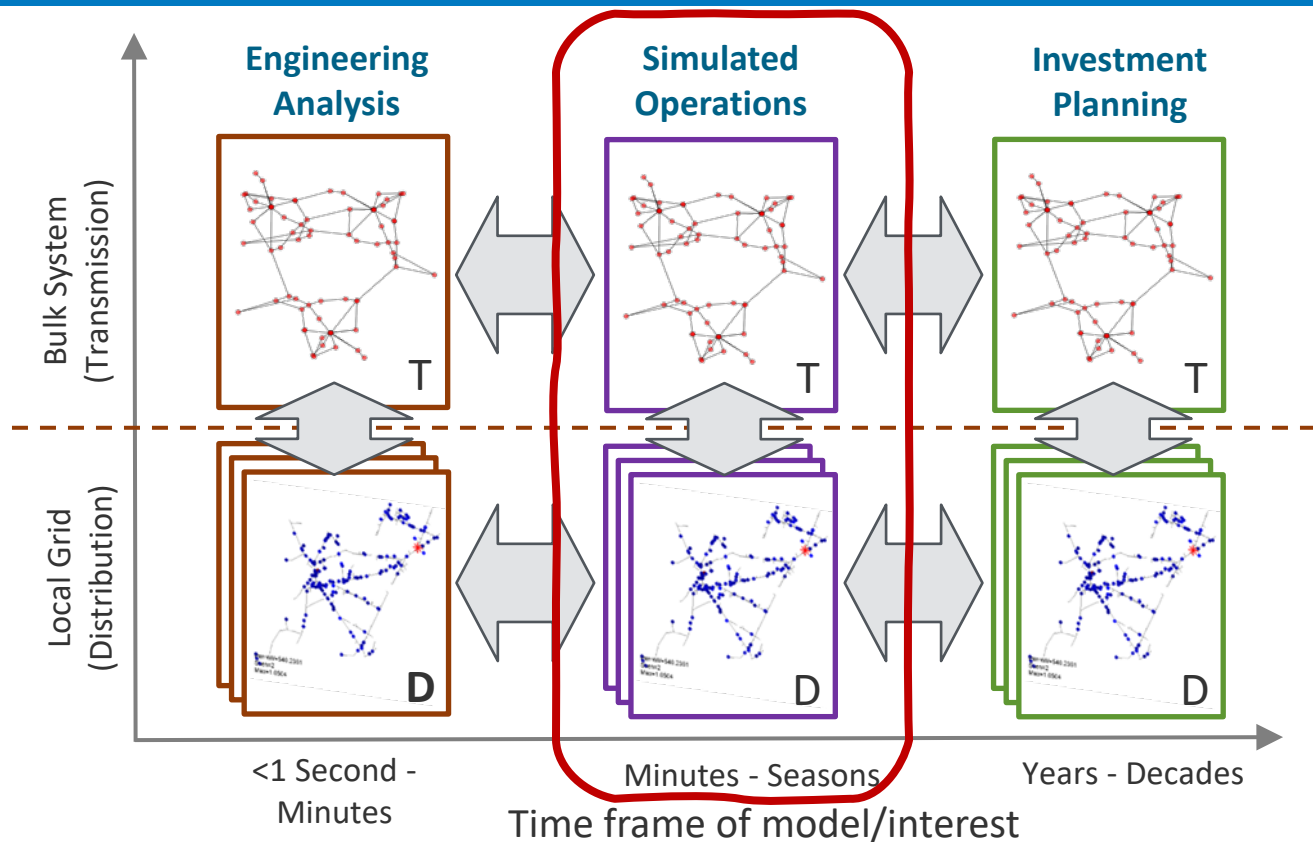 Engineering
Analysis
Simulated
Operations
Investment
Planning
Bulk System
(Transmission)
T
T
T
Local Grid
(Distribution)
D
D
D
<1 Second -
Minutes
Minutes - Seasons
Years - Decades
Time frame of model/interest